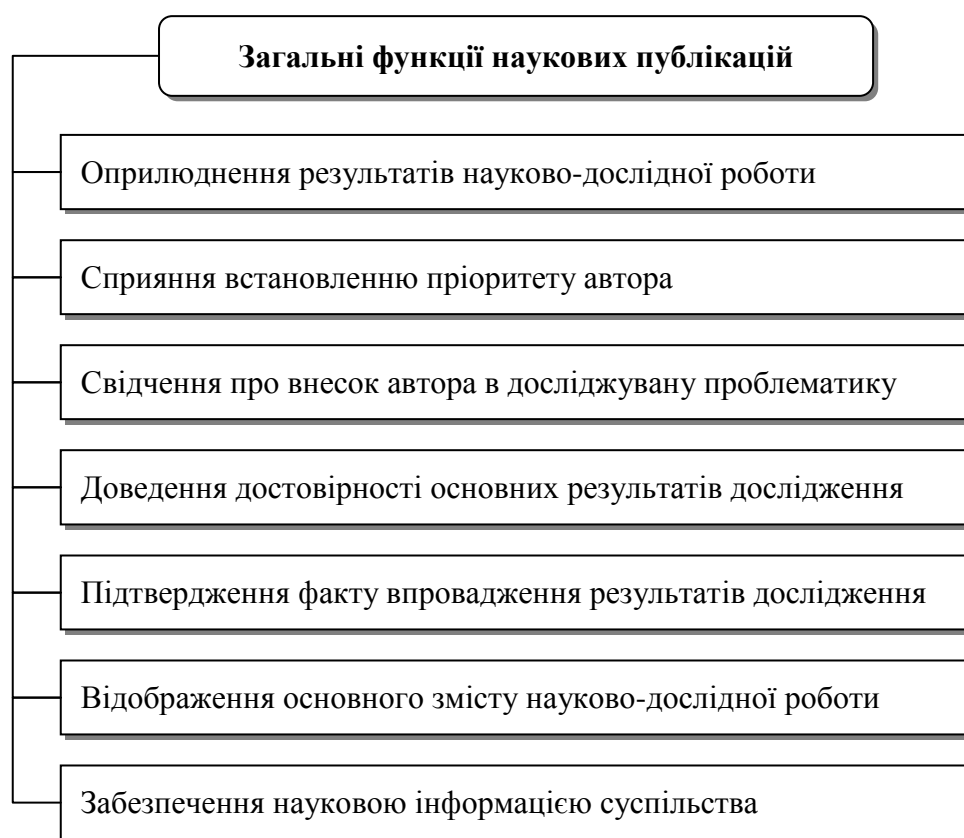 Загальні функції наукових публікацій
Оприлюднення результатів науково-дослідної роботи
Сприяння встановленню пріоритету автора
Свідчення про внесок автора в досліджувану проблематику
Доведення достовірності основних результатів дослідження
Підтвердження факту впровадження результатів дослідження
Відображення основного змісту науково-дослідної роботи
Забезпечення науковою інформацією суспільства